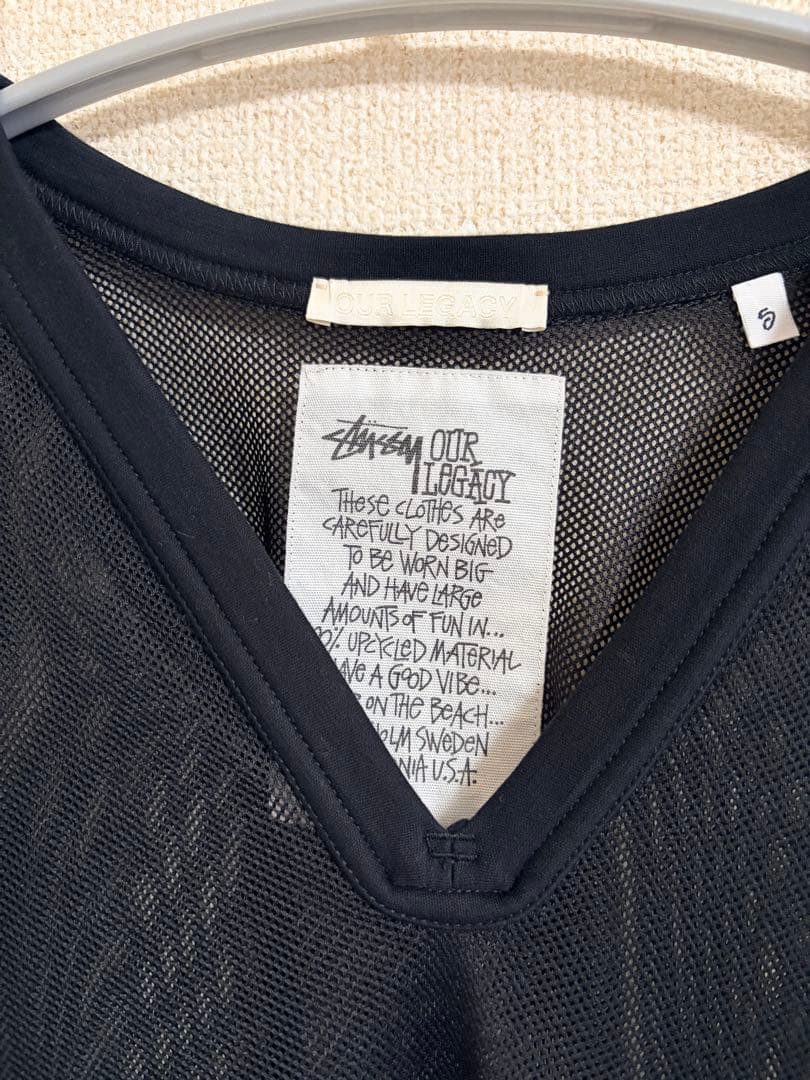 OUR LEGACY
S
STÜSSY OUR
LEGACY
THESE CLOTHES ARE
CAREFULLY DESIGNED
TO BE WORN BIG
AND HAVE LARGE
AMOUNTS OF FUN IN...
UPCYCLED MATERIAL
A GOOD VIBE...
ON THE BEACH...
SWEDEN
U.S.A.